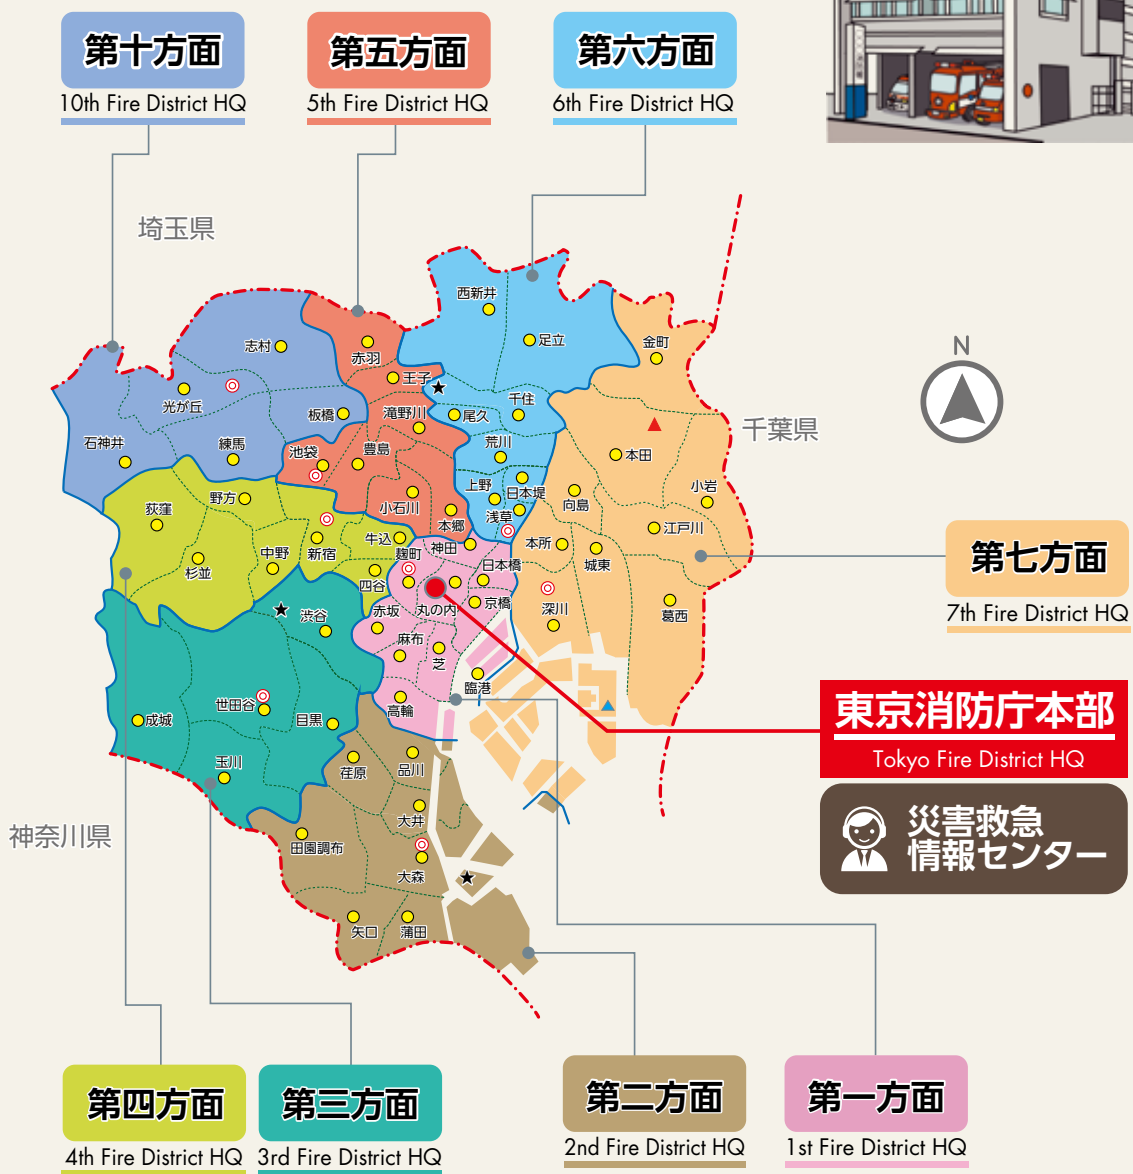 第十方面
10th Fire District HQ
第五方面
5th Fire District HQ
第六方面
6th Fire District HQ
埼玉県
西新井
足立
金町
N
志村
赤羽
王子
光が丘
板橋
滝野川
尾久
千住
千葉県
石神井
練馬
池袋
豊島
荒川
本田
上野
日本堤
小岩
荻窪
野方
小石川
本郷
浅草
向島
江戸川
杉並
中野
新宿
牛込
麹町
神田
日本橋
本所
城東
第七方面
7th Fire District HQ
四谷
丸の内
京橋
深川
葛西
渋谷
赤坂
麻布
芝
臨港
世田谷
成城
目黒
高輪
東京消防庁本部
Tokyo Fire District HQ
玉川
荏原
品川
大井
神奈川県
田園調布
大森
災害救急
情報センター
矢口
蒲田
第四方面
4th Fire District HQ
第三方面
3rd Fire District HQ
第二方面
2nd Fire District HQ
第一方面
1st Fire District HQ